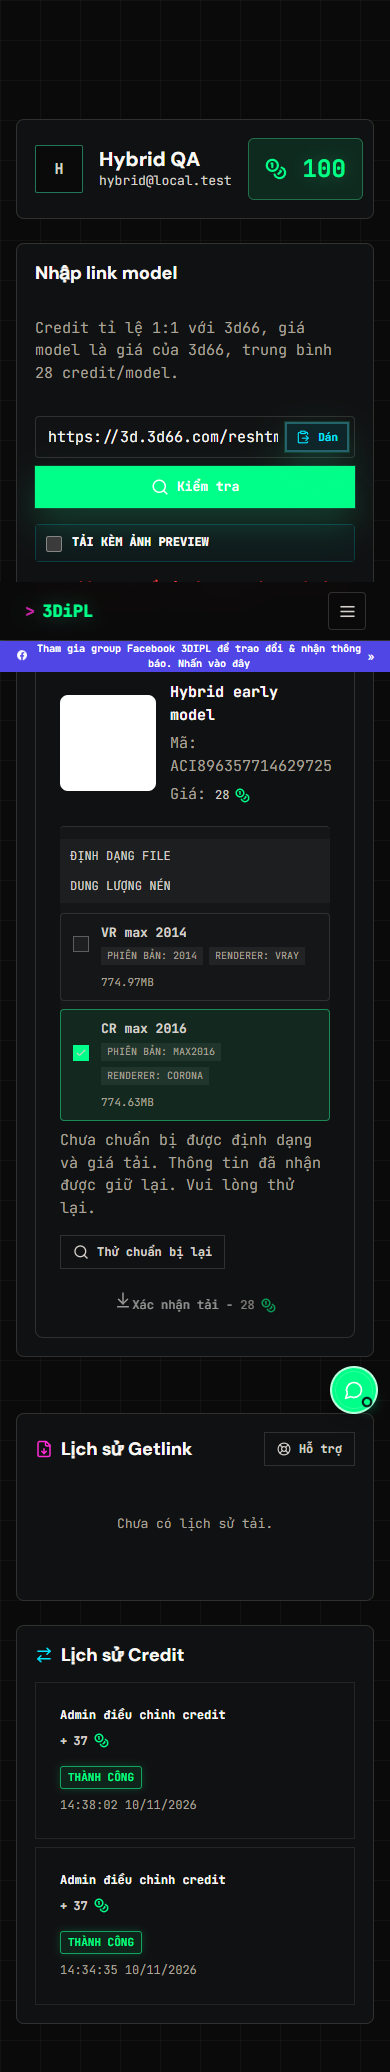 H
Hybrid QA
hybrid@local.test
100
Nhập link model
Credit tỉ lệ 1:1 với 3d66, giá
model là giá của 3d66, trung bình
28 credit/model.
https://3d.3d66.com/reshtm
Dán
Kiểm tra
TẢI KÈM ẢNH PREVIEW
> 3DiPL
Tham gia group Facebook 3DIPL để trao đổi & nhận thông
báo. Nhấn vào đây
»
Hybrid early
model
Mã:
ACI896357714629725
Giá: 28
ĐỊNH DẠNG FILE
DUNG LƯỢNG NÉN
VR max 2014
PHIÊN BẢN: 2014 RENDERER: VRAY
774.97MB
CR max 2016
PHIÊN BẢN: MAX2016
RENDERER: CORONA
774.63MB
Chưa chuẩn bị được định dạng
và giá tải. Thông tin đã nhận
được giữ lại. Vui lòng thử
lại.
Thử chuẩn bị lại
Xác nhận tải - 28
Lịch sử Getlink
Hỗ trợ
Chưa có lịch sử tải.
Lịch sử Credit
Admin điều chỉnh credit
+ 37
THÀNH CÔNG
14:38:02 10/11/2026
Admin điều chỉnh credit
+ 37
THÀNH CÔNG
14:34:35 10/11/2026